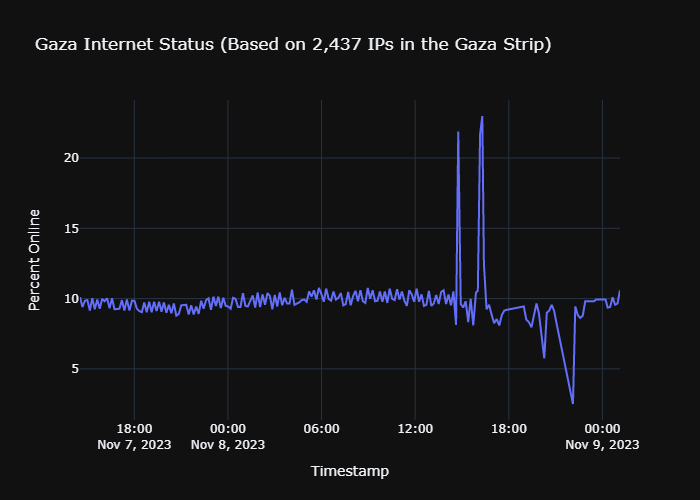 Gaza Internet Status (Based on 2,437 IPs in the Gaza Strip)
Percent Online
20
15
10
5
18:00 00:00 06:00 12:00 18:00 00:00
Nov 7, 2023 Nov 8, 2023 Nov 9, 2023
Timestamp